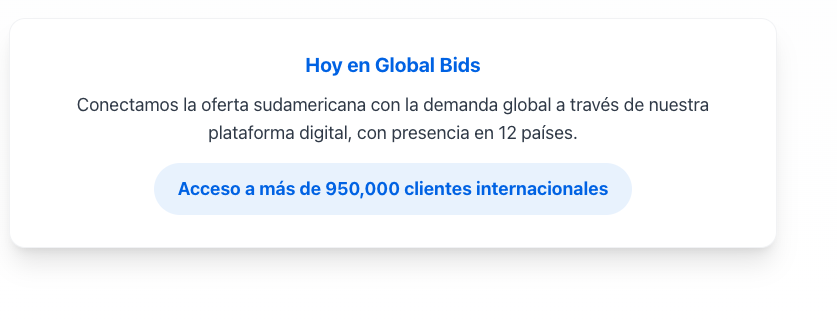 Hoy en Global Bids
Conectamos la oferta sudamericana con la demanda global a través de nuestra
plataforma digital, con presencia en 12 países.
Acceso a más de 950,000 clientes internacionales